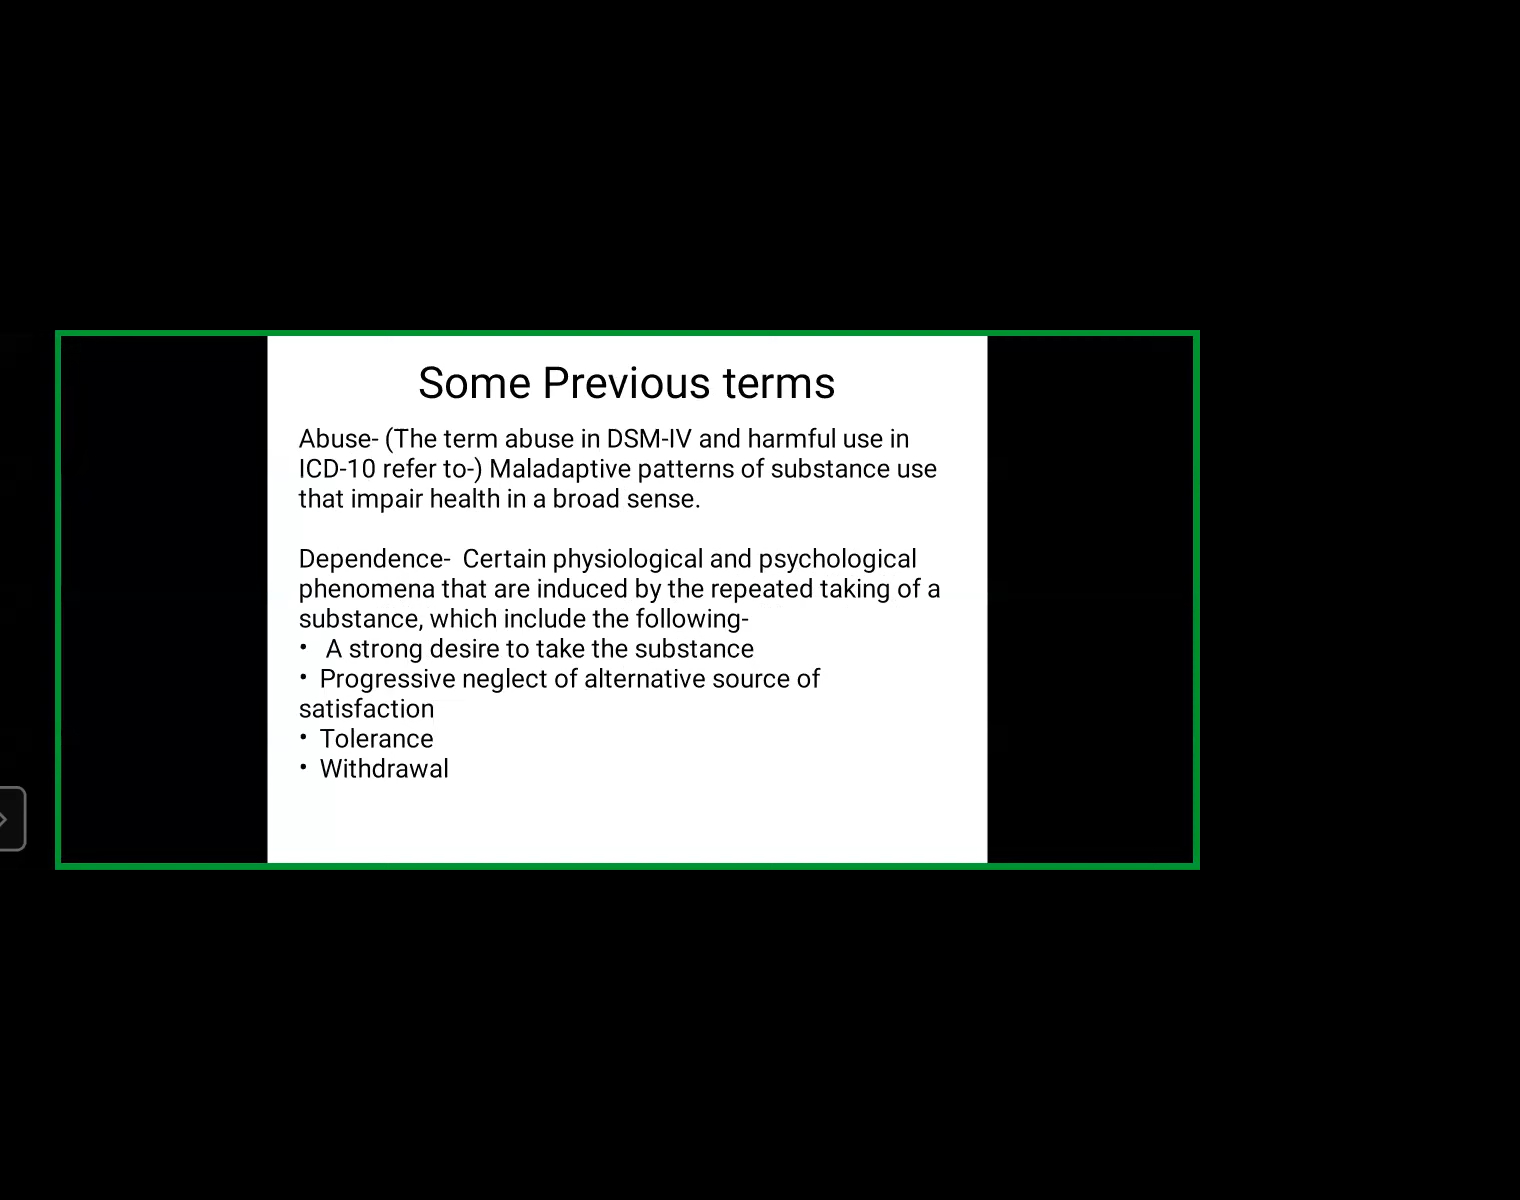 Some Previous terms
Abuse- (The term abuse in DSM-IV and harmful use in
ICD-10 refer to-) Maladaptive patterns of substance use
that impair health in a broad sense.
Dependence-  Certain physiological and psychological
phenomena that are induced by the repeated taking of a
substance, which include the following-
•  A strong desire to take the substance
• Progressive neglect of alternative source of
satisfaction
• Tolerance
• Withdrawal